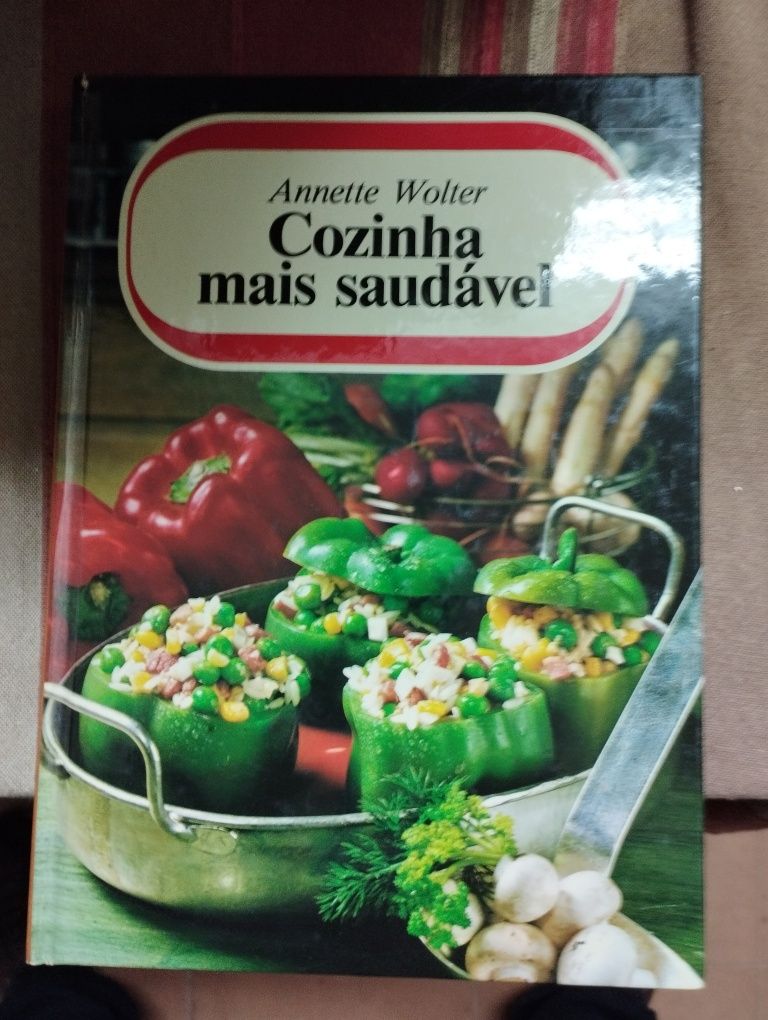 Annette Wolter
Cozinha
mais saudável